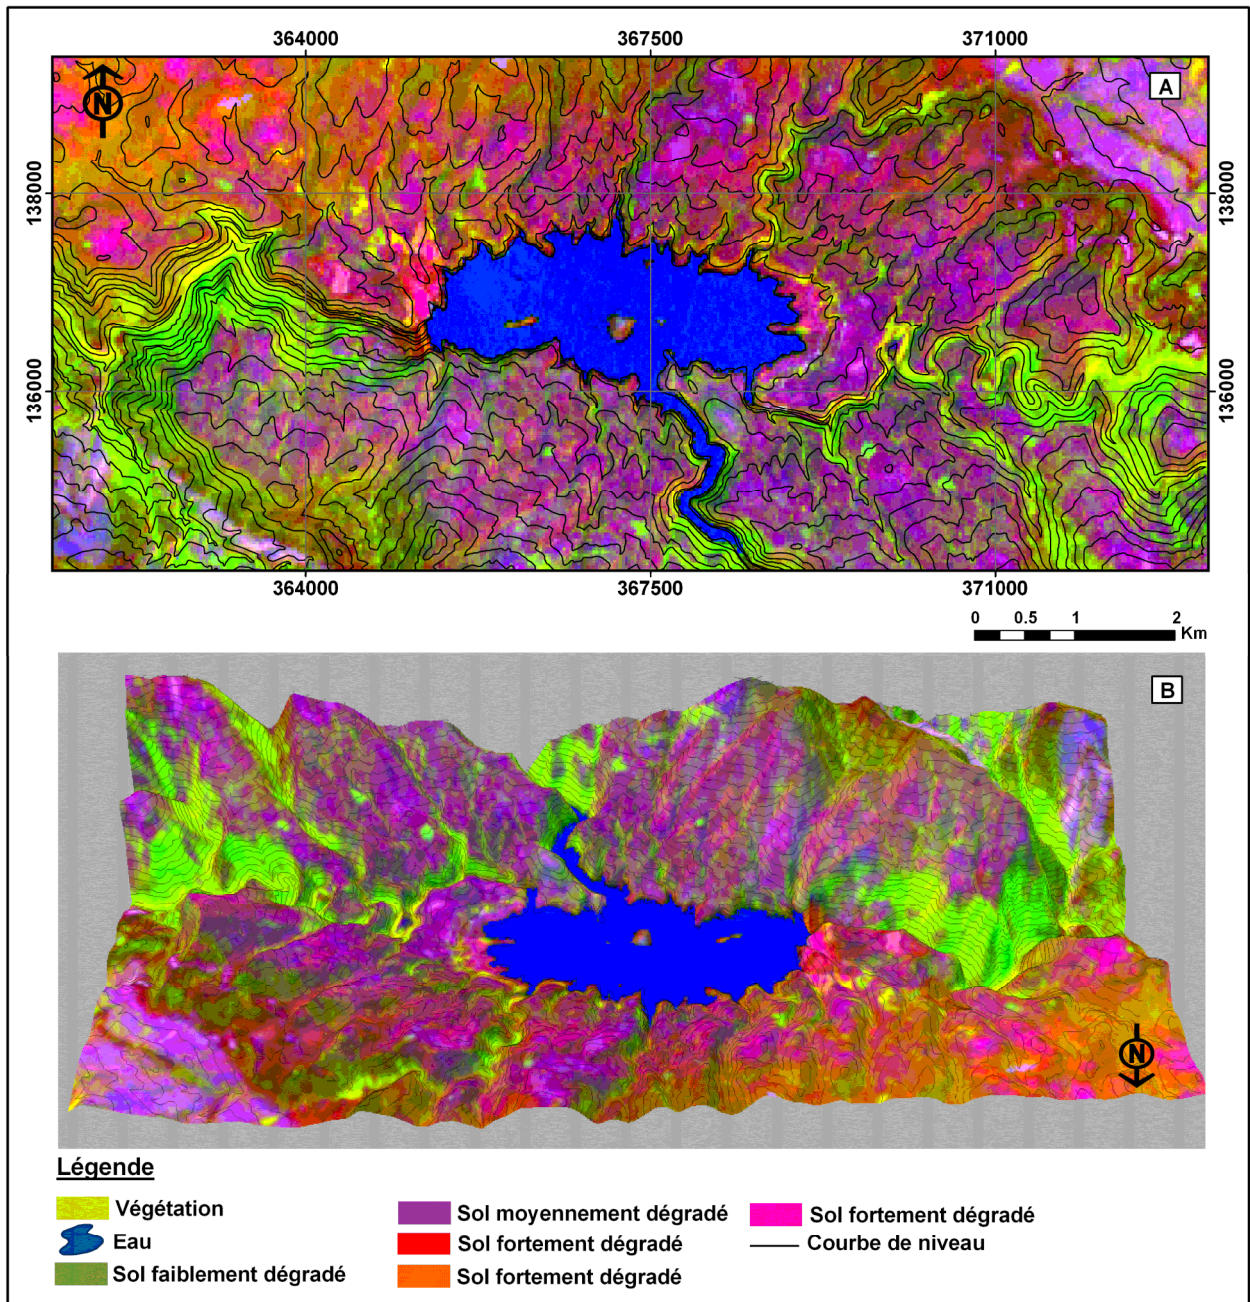 364000 367500 371000
A
N
138000 138000
136000 136000
364000 367500 371000
0 0.5 1 2
Km
B
N
Légende
Végétation
Eau
Sol faiblement dégradé
Sol moyennement dégradé
Sol fortement dégradé
Sol fortement dégradé
Sol fortement dégradé
Courbe de niveau